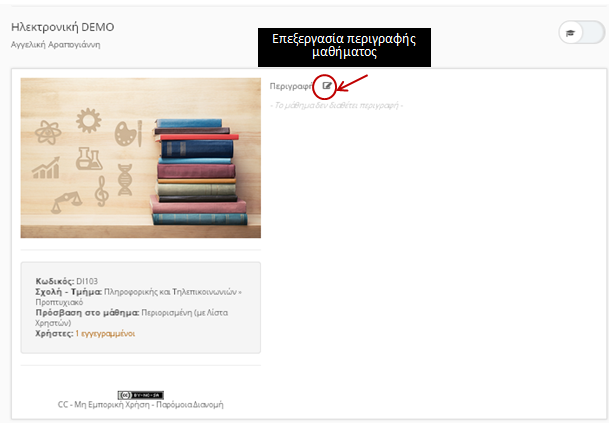 Ηλεκτρονική DEMO
Αγγελική Αραπογιάννη
Επεξεργασία περιγραφής
μαθήματος
Περιγραφή
- Το μάθημα δεν διαθέτει περιγραφή -
Κωδικός: DI103
Σχολή - Τμήμα: Πληροφορικής και Τηλεπικοινωνιών »
Προπτυχιακό
Πρόσβαση στο μάθημα: Περιορισμένη (με Λίστα
Χρηστών)
Χρήστες: 1 εγγεγραμμένοι
CC BY-NC-SA
CC - Μη Εμπορική Χρήση - Παρόμοια Διανομή